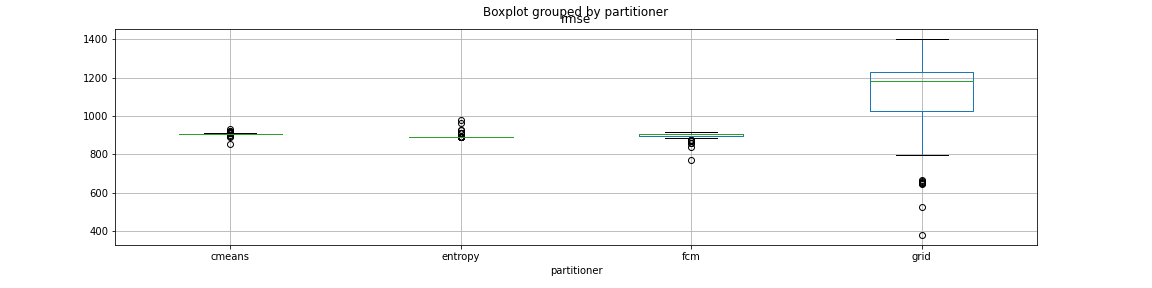 Boxplot grouped by partitioner
rmse
1400
1200
1000
800
600
400
cmeans entropy fcm grid
partitioner